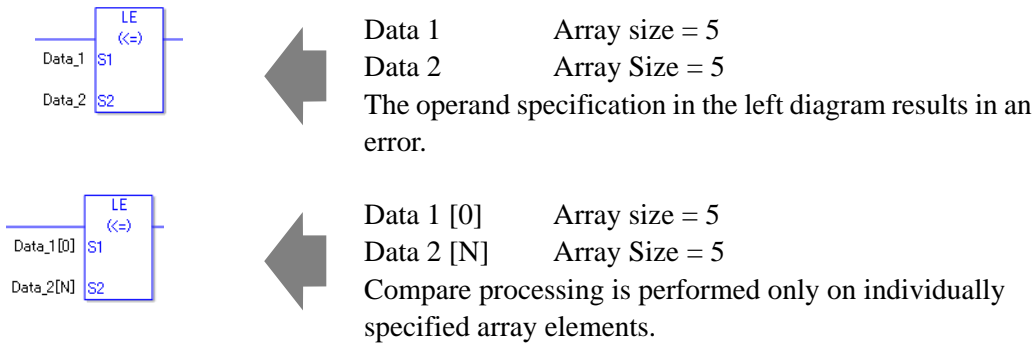 LE
(<=)
Data_1 S1
Data_2 S2
Data 1 Array size = 5
Data 2 Array Size = 5
The operand specification in the left diagram results in an
error.
LE
(<=)
Data_1[0] S1
Data_2[N] S2
Data 1 [0] Array size = 5
Data 2 [N] Array Size = 5
Compare processing is performed only on individually
specified array elements.